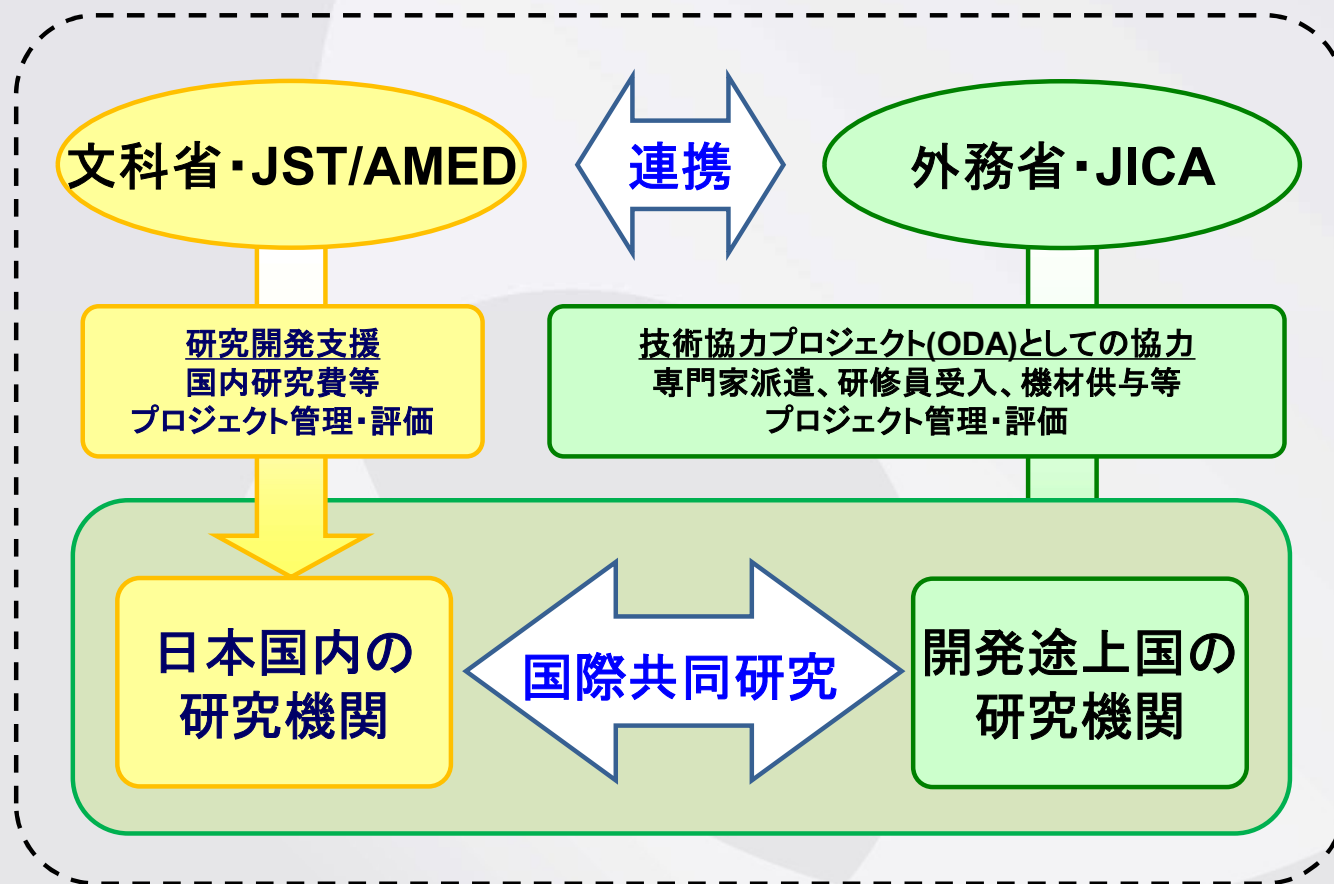 文科省・JST/AMED
連携
外務省・JICA
研究開発支援
国内研究費等
プロジェクト管理・評価
技術協力プロジェクト(ODA)としての協力
専門家派遣、研修員受入、機材供与等
プロジェクト管理・評価
日本国内の
研究機関
国際共同研究
開発途上国の
研究機関